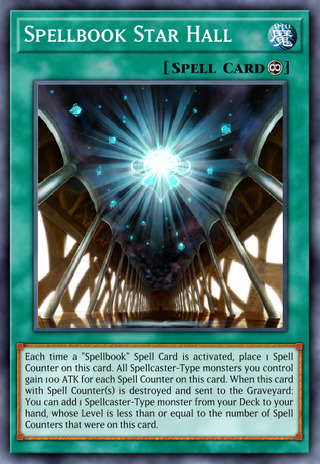 Spellbook Star Hall
魔
[Spell Card∞]
Each time a "Spellbook" Spell Card is activated, place 1 Spell
Counter on this card. All Spellcaster-Type monsters you control
gain 100 ATK for each Spell Counter on this card. When this card
with Spell Counter(s) is destroyed and sent to the Graveyard:
You can add 1 Spellcaster-Type monster from your Deck to your
hand, whose Level is less than or equal to the number of Spell
Counters that were on this card.